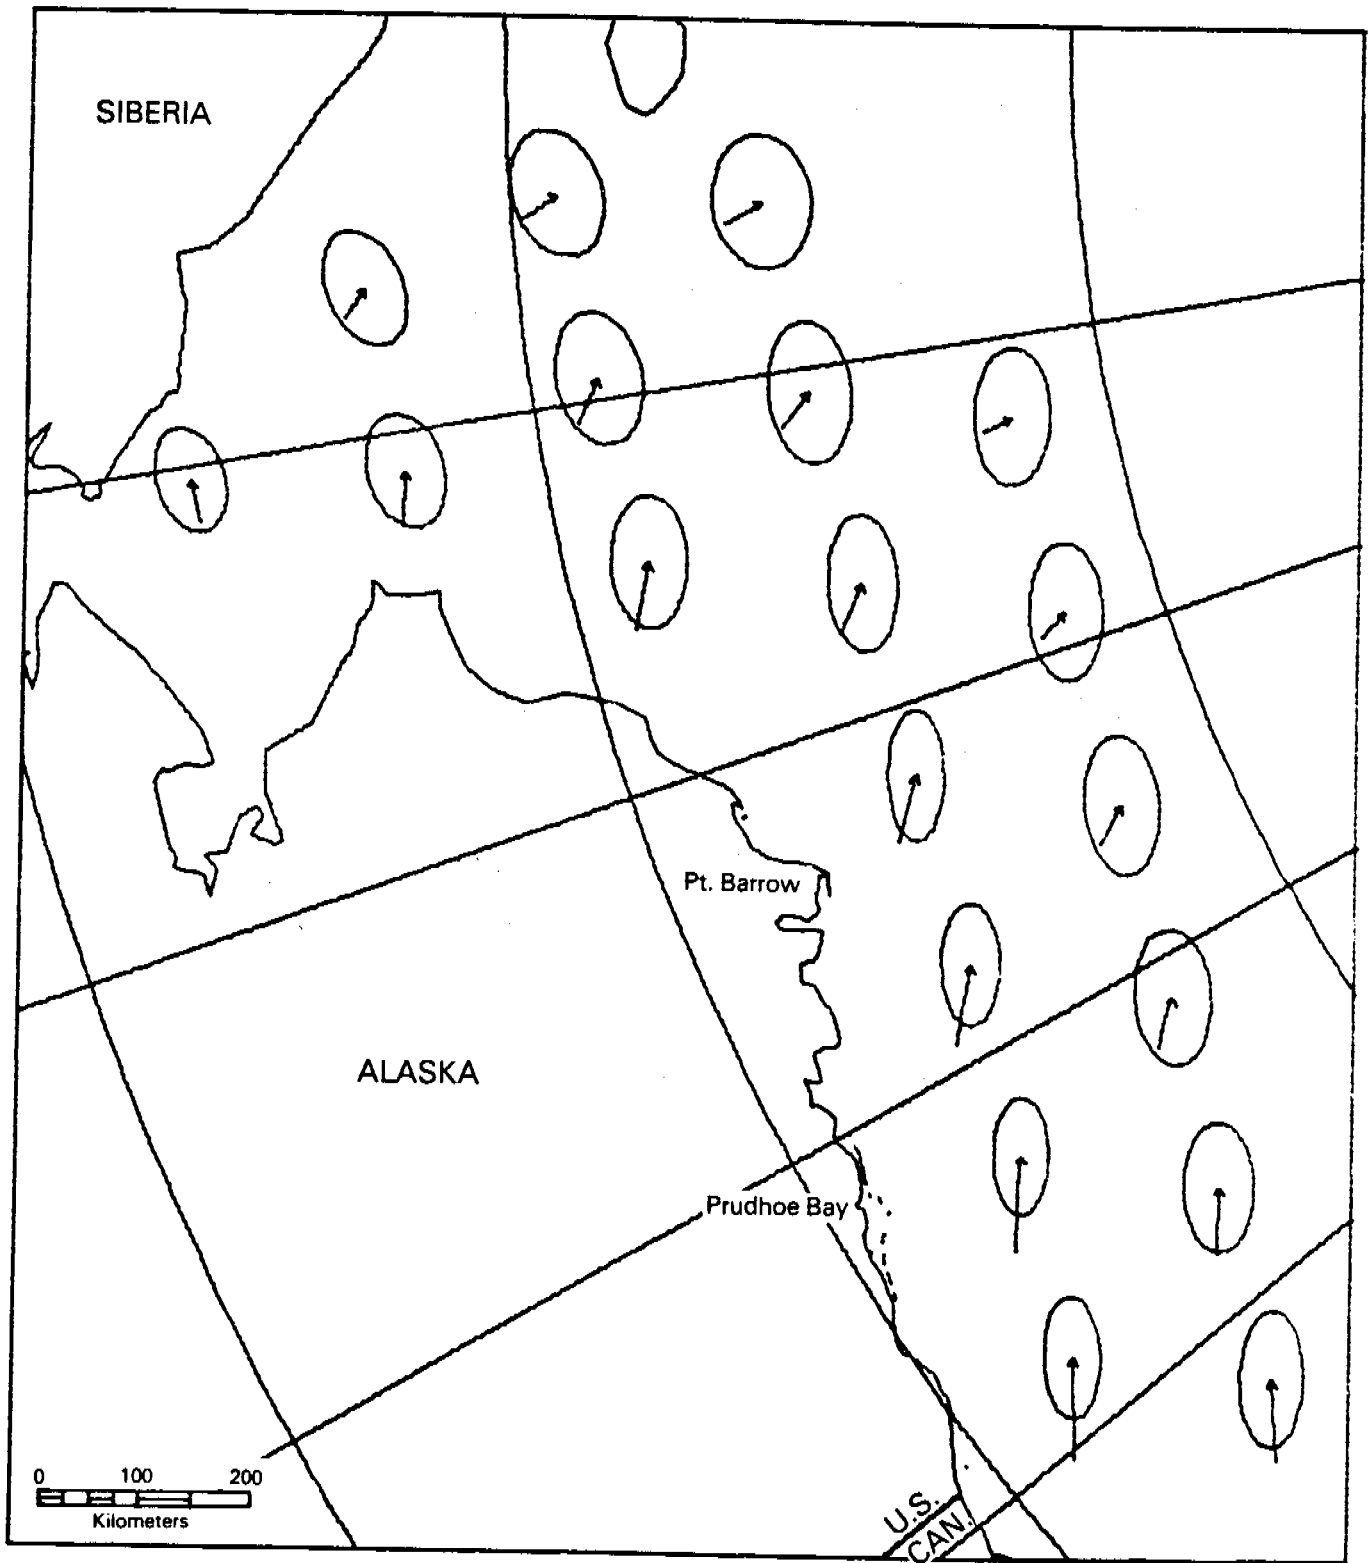 SIBERIA
Pt. Barrow
ALASKA
Prudhoe Bay
0 100 200
Kilometers
U.S.
CAN.